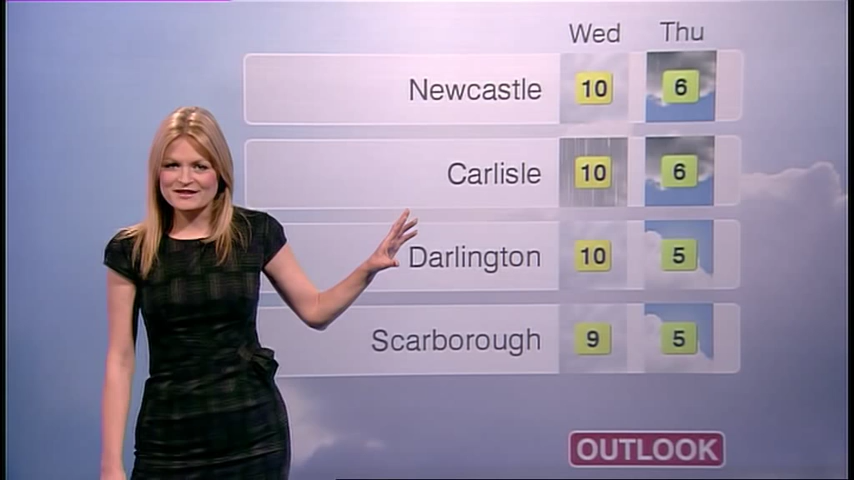 Wed Thu
Newcastle 10 6
Carlisle 10 6
Darlington 10 5
Scarborough 9 5
OUTLOOK